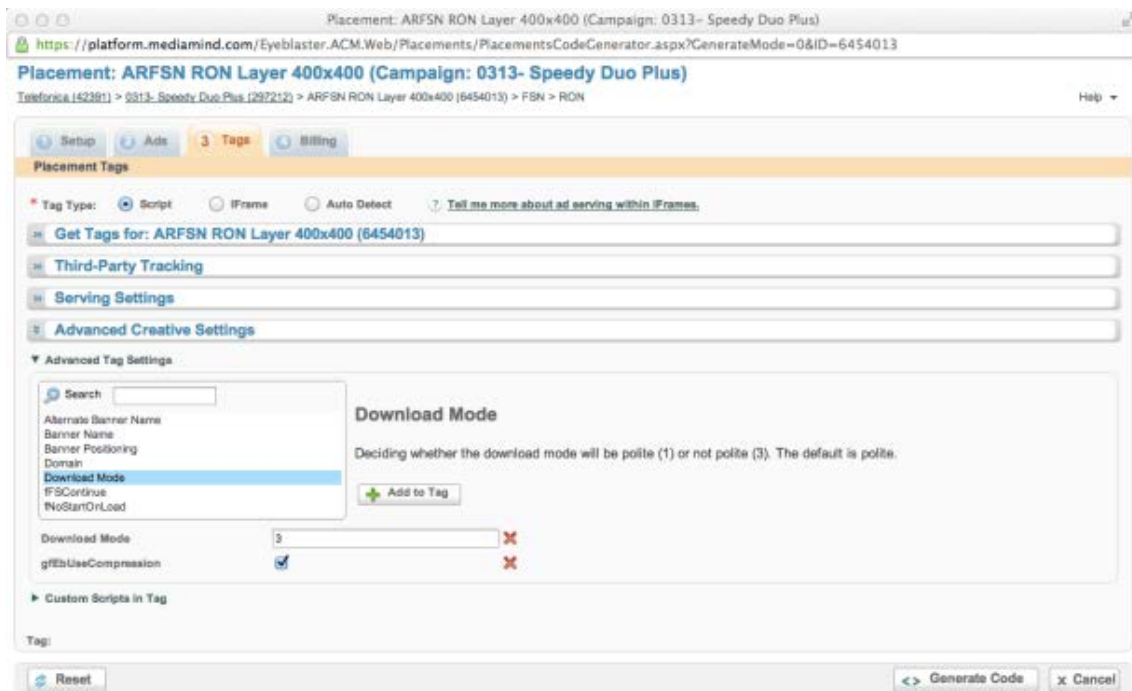 Placement: ARFSN RON Layer 400x400 (Campaign: 0313– Speedy Duo Plus)
https://platform.mediamind.com/Eyeblaster.ACM.Web/Placements/PlacementsCodeGenerator.aspx?GenerateMode=0&ID=6454013
Placement: ARFSN RON Layer 400x400 (Campaign: 0313- Speedy Duo Plus)
Telefonica (42391) > 0313- Speedy Duo Plus (297212) > ARFSN RON Layer 400x400 (6454013) > FSN > RON Help
Setup Ads 3 Tags Billing
Placement Tags
* Tag Type: Script IFrame Auto Detect ? Tell me more about ad serving within IFrames.
Get Tags for: ARFSN RON Layer 400x400 (6454013)
Third-Party Tracking
Serving Settings
Advanced Creative Settings
Advanced Tag Settings
Search
Alternate Banner Name
Banner Name
Banner Positioning
Domain
Download Mode
fFSContinue
fNoStartOnLoad
Download Mode
Deciding whether the download mode will be polite (1) or not polite (3). The default is polite.
Add to Tag
Download Mode 3
gfEbUseCompression
Custom Scripts in Tag
Tag:
Reset <> Generate Code x Cancel